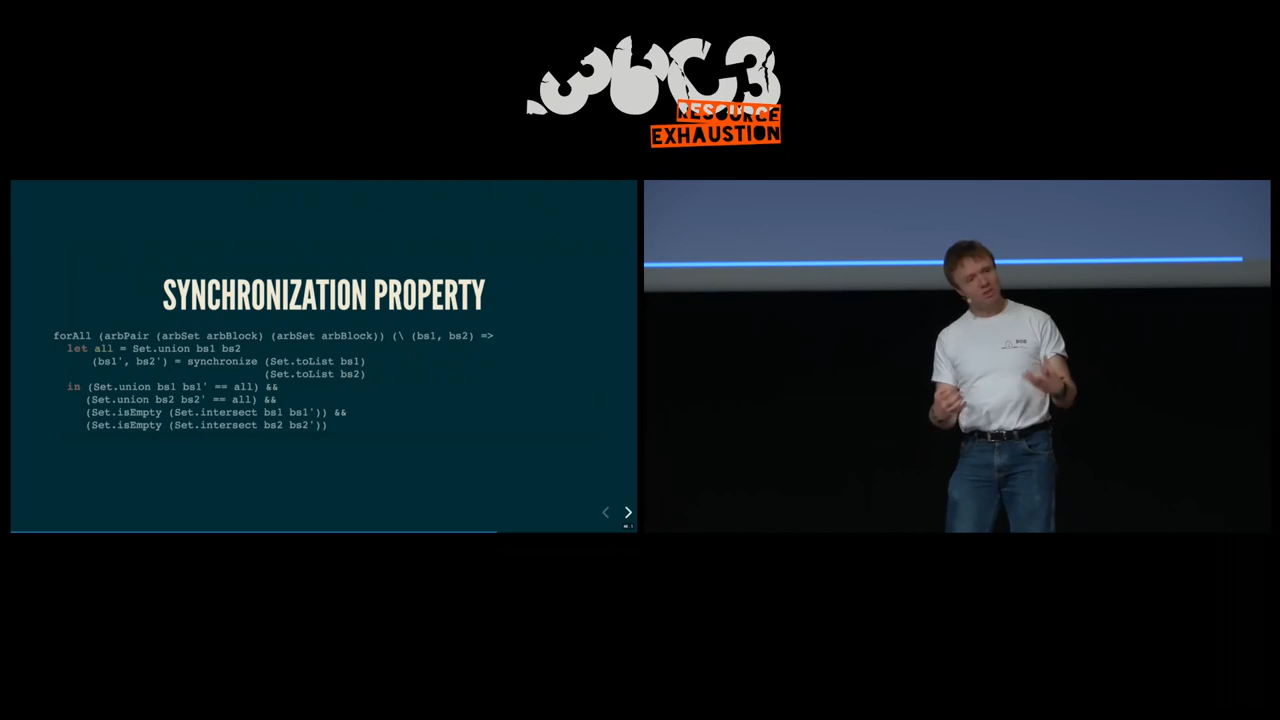 36C3
RESOURCE
EXHAUSTION
SYNCHRONIZATION PROPERTY
forAll (arbPair (arbSet arbBlock) (arbSet arbBlock)) (\ (bs1, bs2) =>
let all = Set.union bs1 bs2
(bs1', bs2') = synchronize (Set.toList bs1)
(Set.toList bs2)
in (Set.union bs1 bs1' == all) &&
(Set.union bs2 bs2' == all) &&
(Set.isEmpty (Set.intersect bs1 bs1')) &&
(Set.isEmpty (Set.intersect bs2 bs2'))
BOB